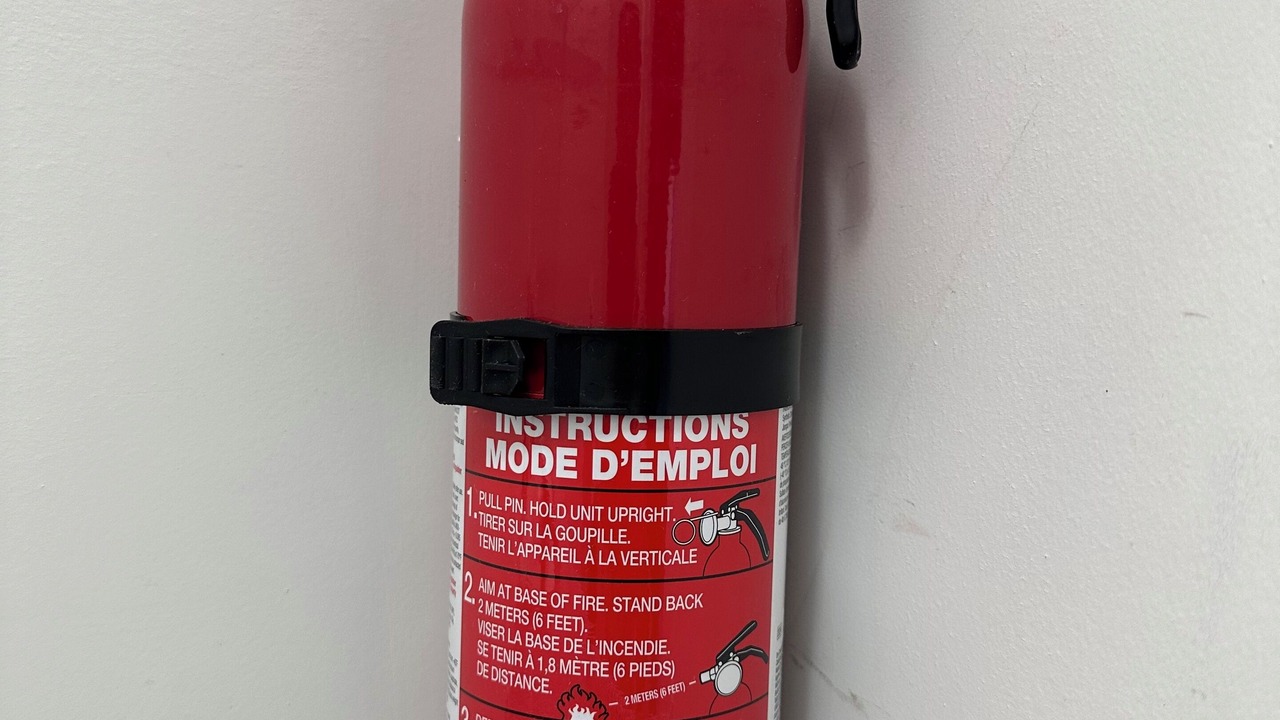 INSTRUCTIONS
MODE D'EMPLOI
1. PULL PIN. HOLD UNIT UPRIGHT.
TIRER SUR LA GOUPILLE.
TENIR L'APPAREIL À LA VERTICALE
2. AIM AT BASE OF FIRE. STAND BACK
2 METERS (6 FEET).
VISER LA BASE DE L'INCENDIE.
SE TENIR À 1,8 MÈTRE (6 PIEDS)
DE DISTANCE.
2 METERS (6 FEET)
3.